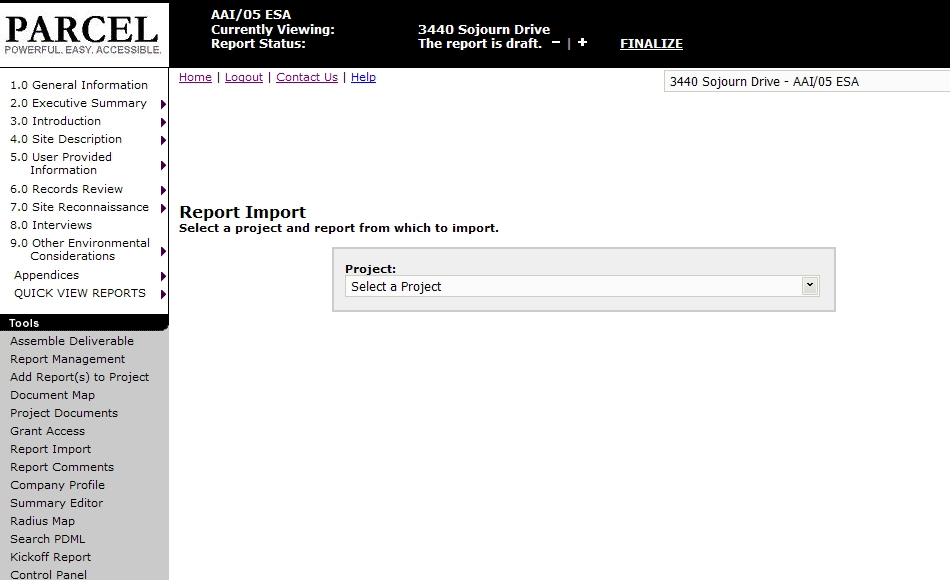 PARCEL
POWERFUL. EASY. ACCESSIBLE.
AAI/05 ESA
Currently Viewing: 3440 Sojourn Drive
Report Status: The report is draft. − | + FINALIZE
Home | Logout | Contact Us | Help
3440 Sojourn Drive - AAI/05 ESA
1.0 General Information
2.0 Executive Summary
3.0 Introduction
4.0 Site Description
5.0 User Provided
Information
6.0 Records Review
7.0 Site Reconnaissance
8.0 Interviews
9.0 Other Environmental
Considerations
Appendices
QUICK VIEW REPORTS
Report Import
Select a project and report from which to import.
Project:
Select a Project
Tools
Assemble Deliverable
Report Management
Add Report(s) to Project
Document Map
Project Documents
Grant Access
Report Import
Report Comments
Company Profile
Summary Editor
Radius Map
Search PDML
Kickoff Report
Control Panel